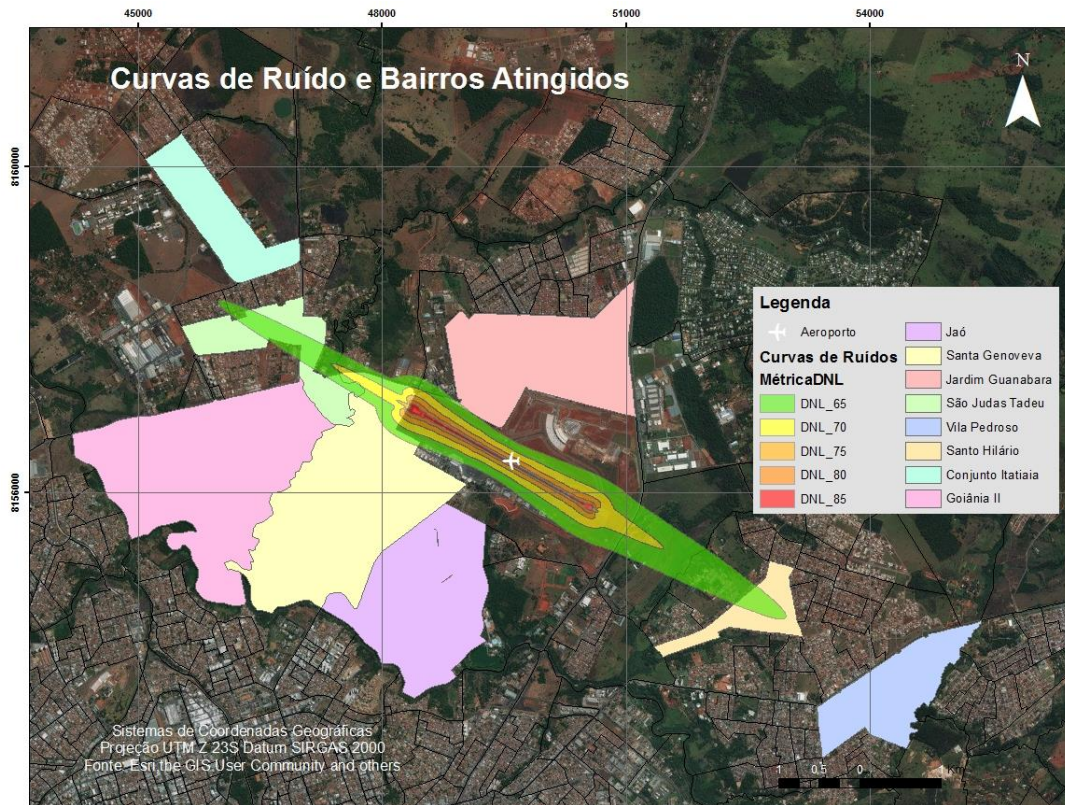 45000 48000 51000 54000
Curvas de Ruído e Bairros Atingidos
N
8160000
8156000
Legenda
Aeroporto
Curvas de Ruídos
MétricaDNL
DNL_65
DNL_70
DNL_75
DNL_80
DNL_85
Jaó
Santa Genoveva
Jardim Guanabara
São Judas Tadeu
Vila Pedroso
Santo Hilário
Conjunto Itatiaia
Goiânia II
Sistemas de Coordenadas Geográficas
Projeção UTM Z 23S Datum SIRGAS 2000
Fonte: Esri the GIS User Community and others
1 0,5 0 1 Km